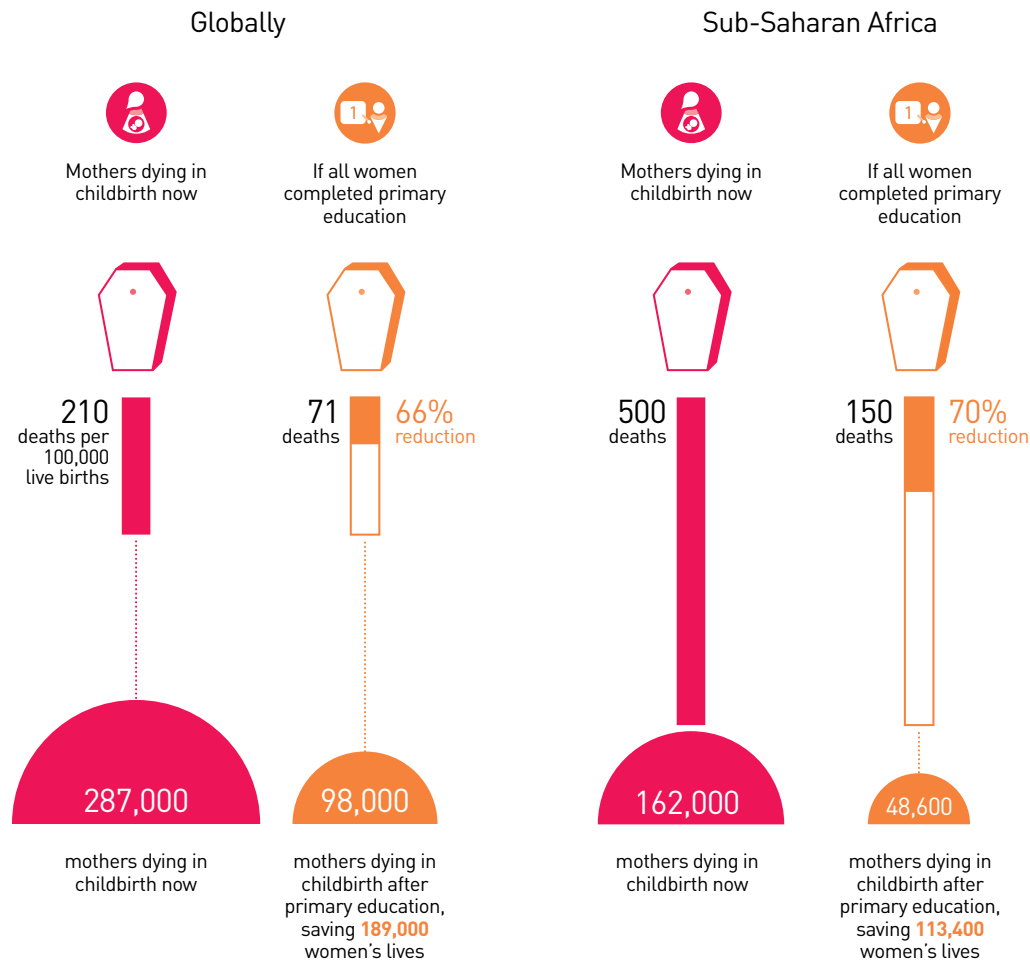 Globally
Mothers dying in
childbirth now
1
If all women
completed primary
education
210
deaths per
100,000
live births
71
deaths
66%
reduction
287,000
mothers dying in
childbirth now
98,000
mothers dying in
childbirth after
primary education,
saving 189,000
women's lives
Sub-Saharan Africa
Mothers dying in
childbirth now
1
If all women
completed primary
education
500
deaths
150
deaths
70%
reduction
162,000
mothers dying in
childbirth now
48,600
mothers dying in
childbirth after
primary education,
saving 113,400
women's lives